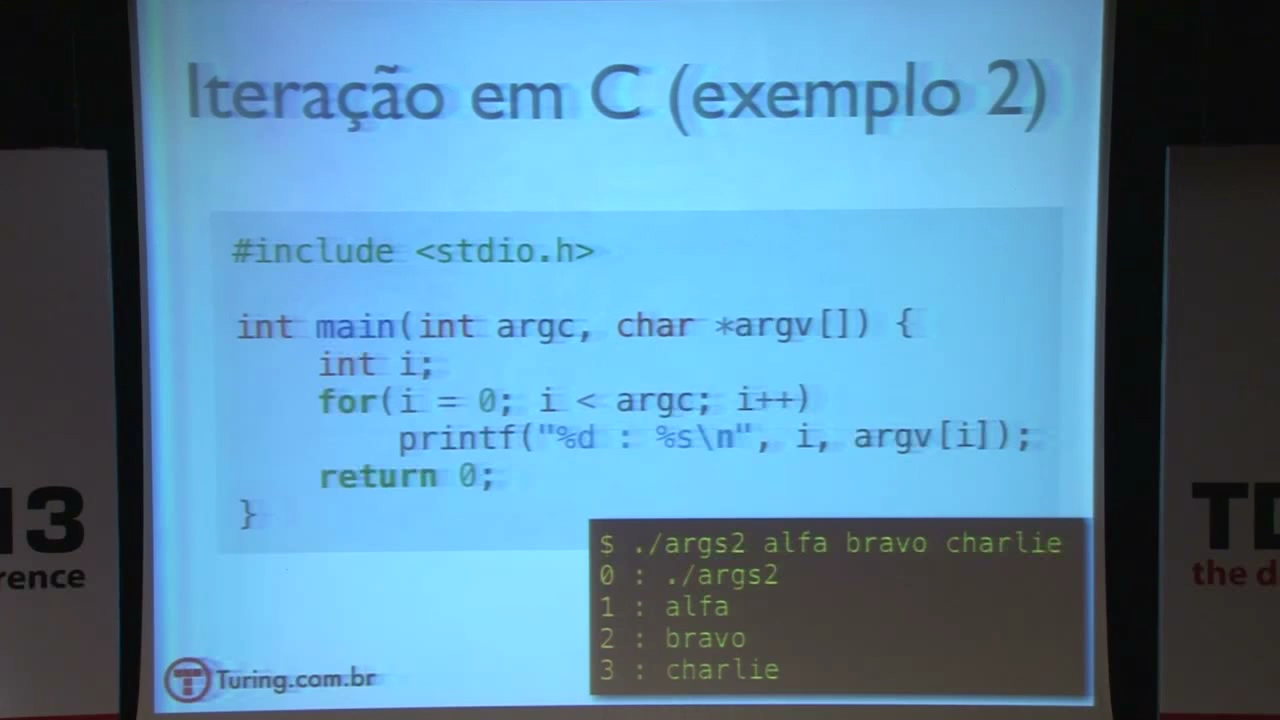 Iteração em C (exemplo 2)
#include <stdio.h>
int main(int argc, char *argv[]) {
    int i;
    for(i = 0; i < argc; i++)
        printf("%d : %s\n", i, argv[i]);
    return 0;
}
$ ./args2 alfa bravo charlie
0 : ./args2
1 : alfa
2 : bravo
3 : charlie
Turing.com.br
13
rence
TD
the d